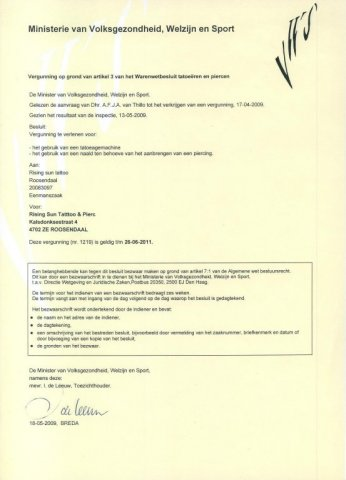 Ministerie van Volksgezondheid, Welzijn en Sport
VWS
Vergunning op grond van artikel 3 van het Warenwetbesluit tatoeëren en piercen
De Minister van Volksgezondheid, Welzijn en Sport.
Gelezen de aanvraag van Dhr. A.F.J.A. van Thillo tot het verkrijgen van een vergunning, 17-04-2009.
Gezien het resultaat van de inspectie, 13-05-2009.
Besluit:
Vergunning te verlenen voor:
- het gebruik van een tatoeagemachine
- het gebruik van een naald ten behoeve van het aanbrengen van een piercing.
Aan:
Rising sun tattoo
Roosendaal
20083097
Eenmanszaak
Voor:
Rising Sun Tatttoo & Pierc
Kaledonksestraat 4
4702 ZE ROOSENDAAL
Deze vergunning (nr. 1219) is geldig t/m 26-06-2011.
Een belanghebbende kan tegen dit besluit bezwaar maken op grond van artikel 7:1 van de Algemene wet bestuursrecht.
Dit kan door een bezwaarschrift in te dienen bij het Ministerie van Volksgezondheid, Welzijn en Sport,
t.a.v. Directie Wetgeving en Juridische Zaken, Postbus 20350, 2500 EJ Den Haag.
De termijn voor het indienen van een bezwaarschrift bedraagt zes weken.
De termijn vangt aan met ingang van de dag volgend op de dag waarop het besluit is gedagtekend.
Het bezwaarschrift wordt ondertekend door de indiener en bevat:
● de naam en het adres van de indiener,
● de dagtekening,
● een omschrijving van het bestreden besluit, bijvoorbeeld door vermelding van het zaaknummer, briefkenmerk en datum of
door bijvoeging van een kopie van het besluit,
● de gronden van het bezwaar.
De Minister van Volksgezondheid, Welzijn en Sport,
namens deze:
mevr. I. de Leeuw, Toezichthouder.
de Leeuw
18-05-2009, BREDA